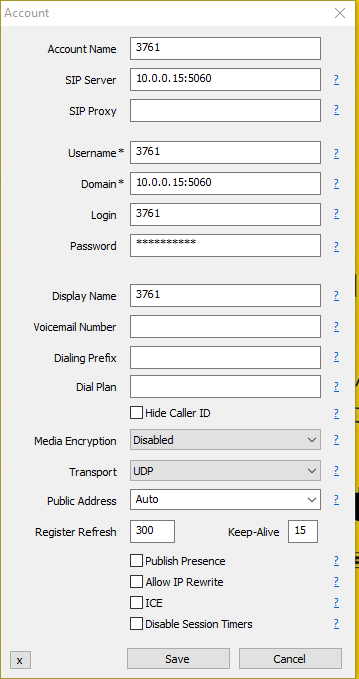 Account
Account Name 3761
SIP Server 10.0.0.15:5060 ?
SIP Proxy ?
Username * 3761 ?
Domain * 10.0.0.15:5060 ?
Login 3761 ?
Password ********** ?
Display Name 3761 ?
Voicemail Number ?
Dialing Prefix ?
Dial Plan ?
Hide Caller ID ?
Media Encryption Disabled ?
Transport UDP ?
Public Address Auto ?
Register Refresh 300 Keep-Alive 15 ?
Publish Presence ?
Allow IP Rewrite ?
ICE ?
Disable Session Timers ?
x Save Cancel